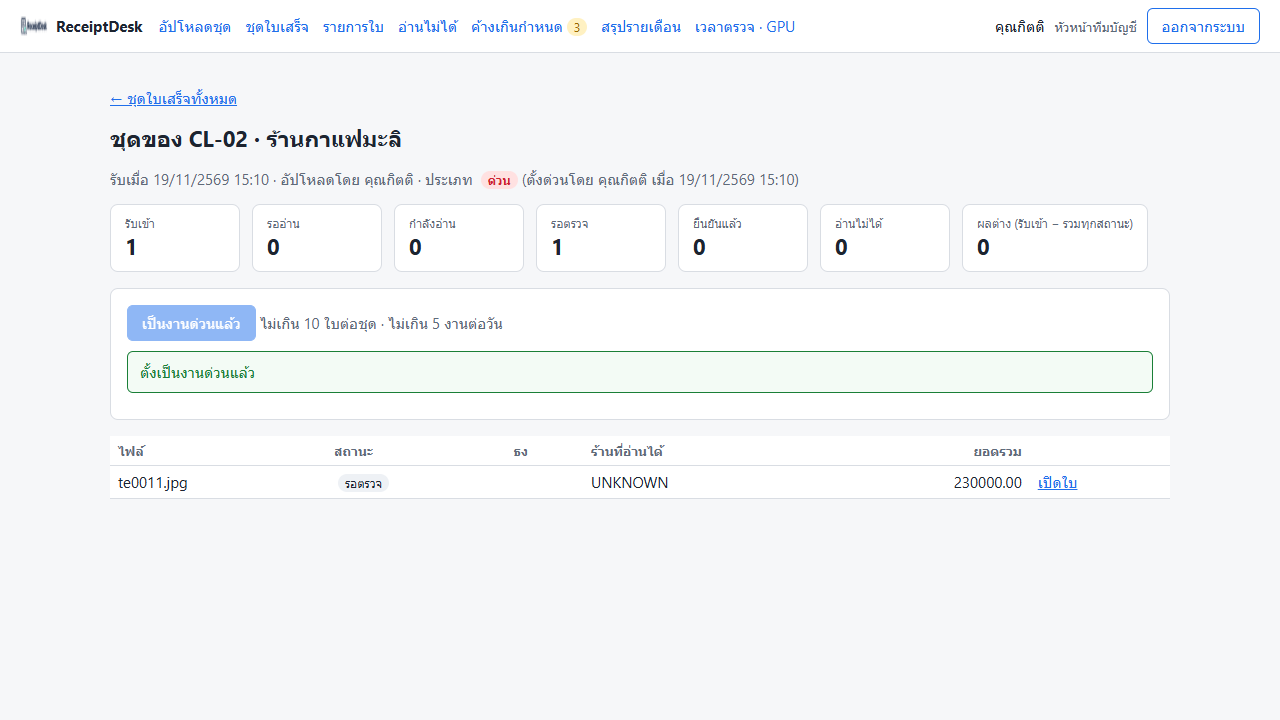 ReceiptDesk อัปโหลดชุด ชุดใบเสร็จ รายการใบ อ่านไม่ได้ ค้างเกินกำหนด 3 สรุปรายเดือน เวลาตรวจ · GPU คุณกิตติ หัวหน้าทีมบัญชี ออกจากระบบ
← ชุดใบเสร็จทั้งหมด
ชุดของ CL-02 · ร้านกาแฟมะลิ
รับเมื่อ 19/11/2569 15:10 · อัปโหลดโดย คุณกิตติ · ประเภท ด่วน (ตั้งด่วนโดย คุณกิตติ เมื่อ 19/11/2569 15:10)
รับเข้า รออ่าน กำลังอ่าน รอตรวจ ยืนยันแล้ว อ่านไม่ได้ ผลต่าง (รับเข้า − รวมทุกสถานะ)
1 0 0 1 0 0 0
เป็นงานด่วนแล้ว ไม่เกิน 10 ใบต่อชุด · ไม่เกิน 5 งานต่อวัน
ตั้งเป็นงานด่วนแล้ว
ไฟล์ สถานะ ธง ร้านที่อ่านได้ ยอดรวม
te0011.jpg รอตรวจ UNKNOWN 230000.00 เปิดใบ